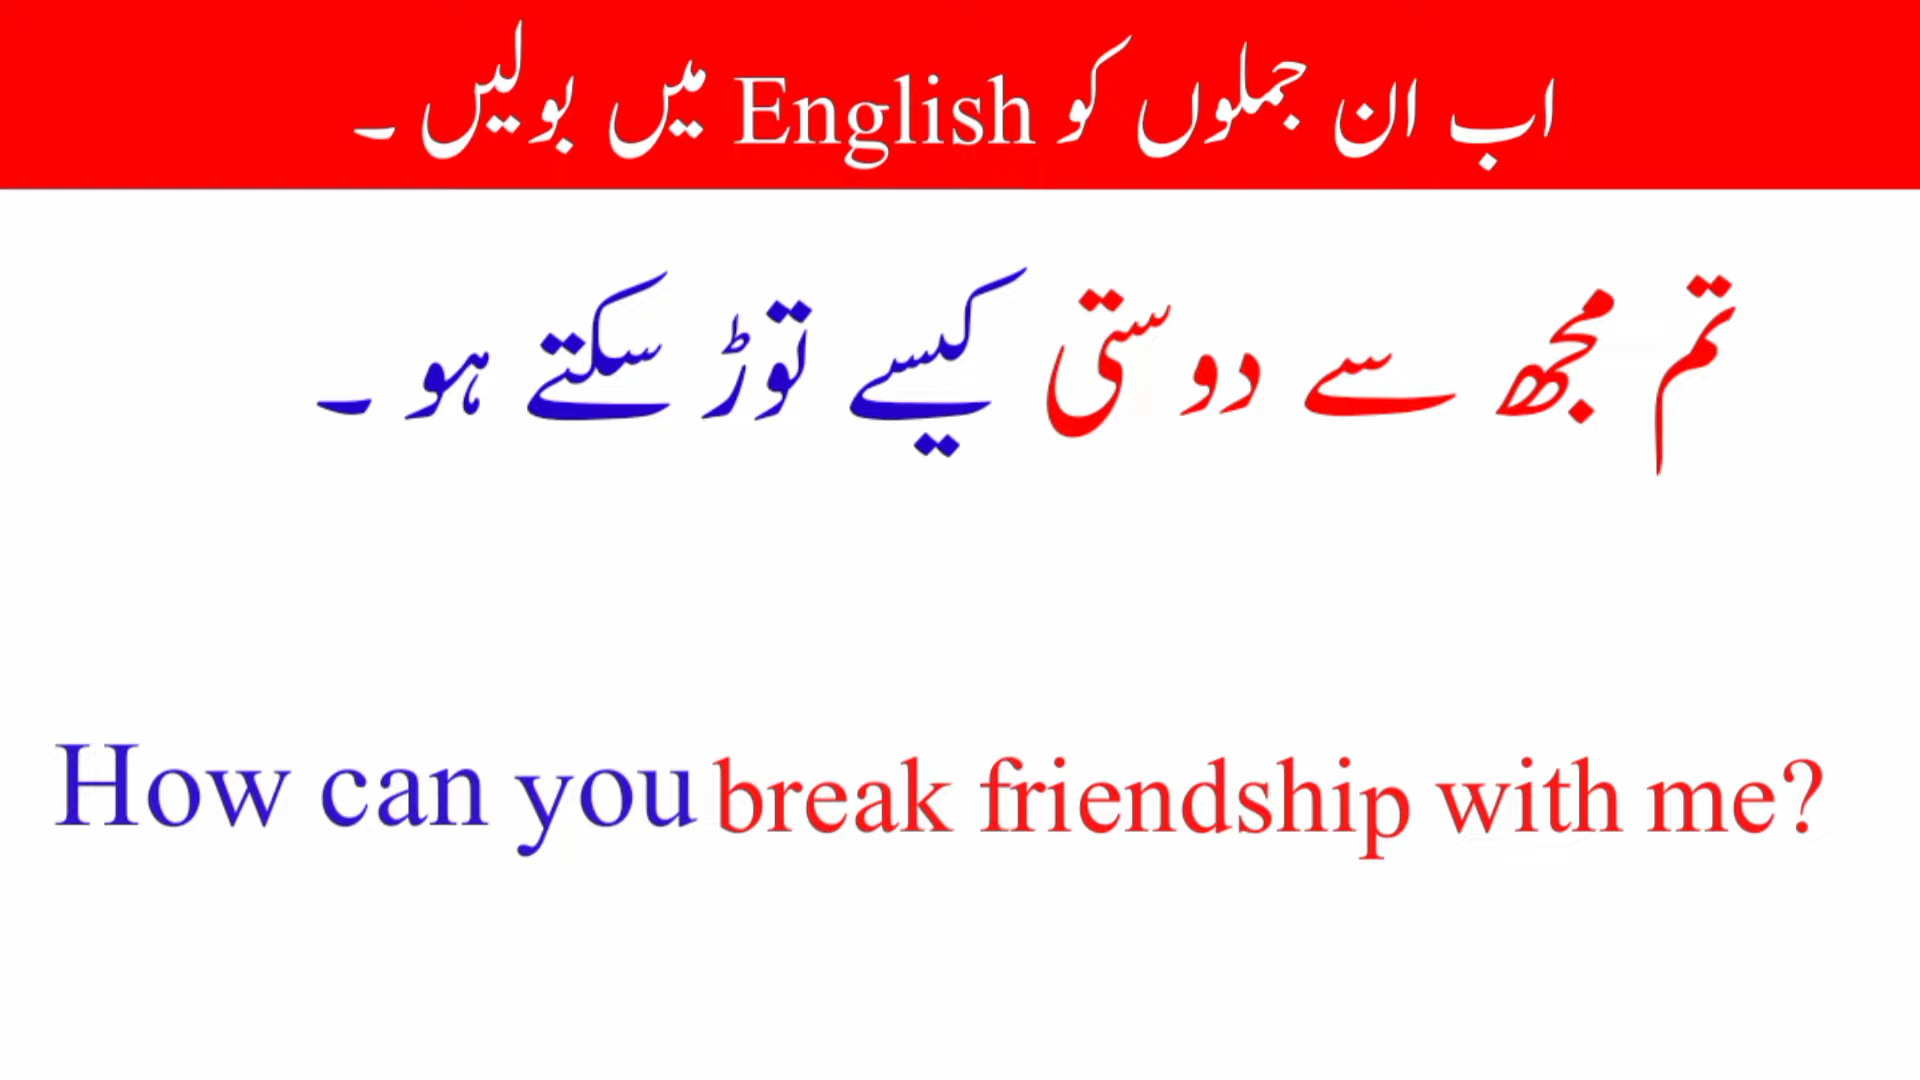 اب ان جملوں کو English میں بولیں ۔
تم مجھ سے دوستی کیسے توڑ سکتے ہو ۔
How can you break friendship with me?